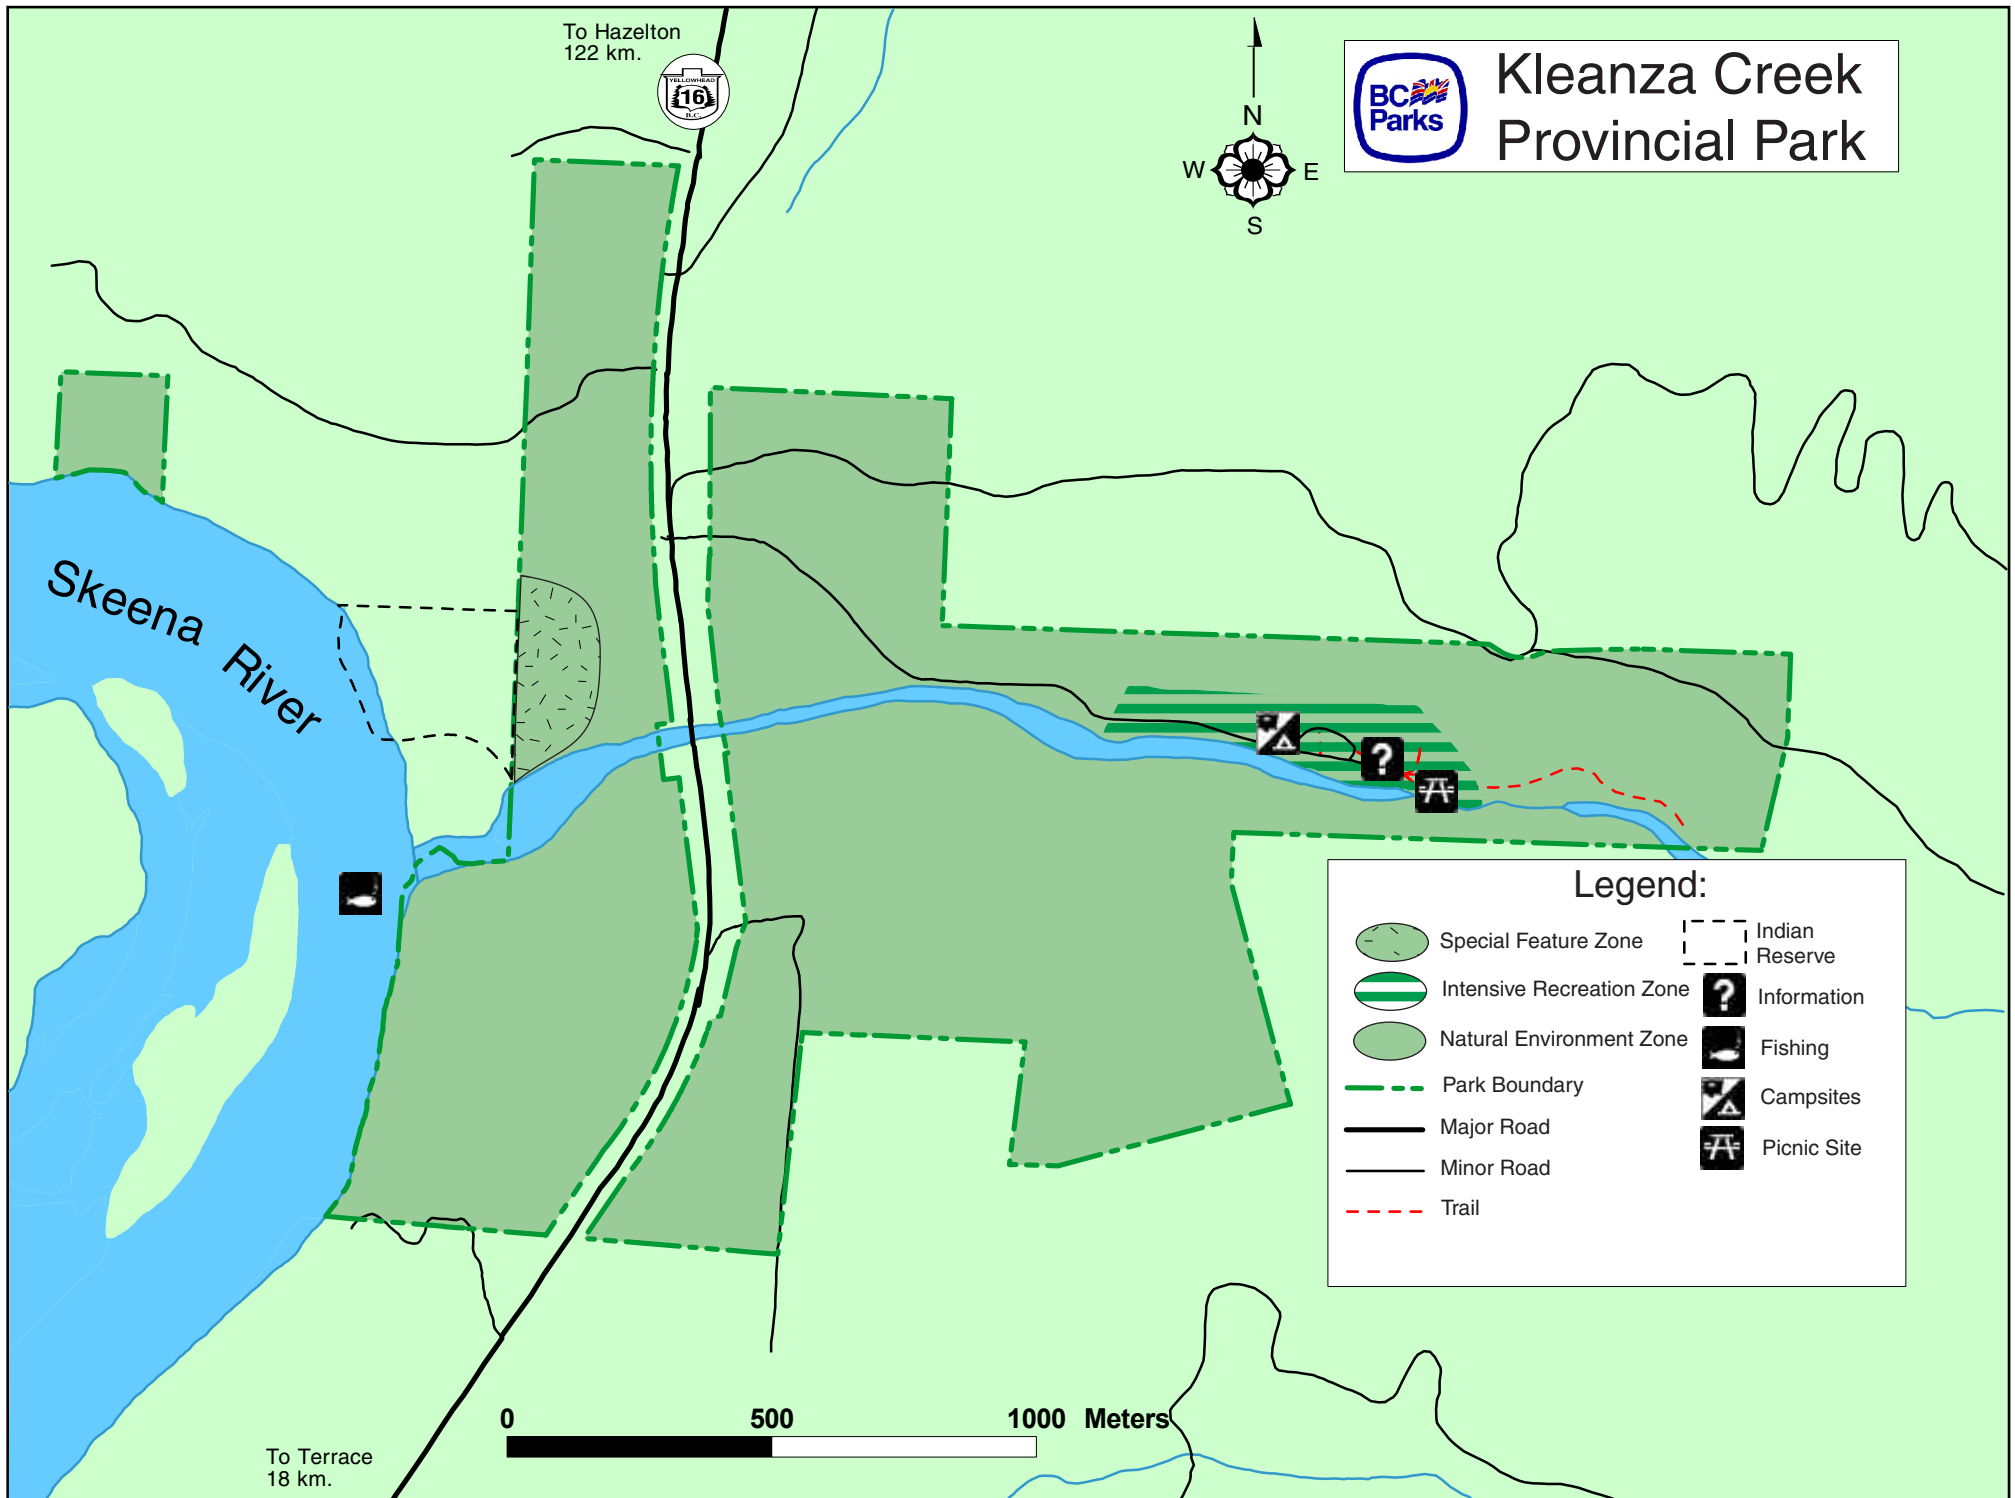 To Hazelton
122 km.
YELLOWHEAD
16
B.C.
N
W E
S
BC
Parks
Kleanza Creek
Provincial Park
Skeena River
Legend:
Special Feature Zone
Intensive Recreation Zone
Natural Environment Zone
Park Boundary
Major Road
Minor Road
Trail
Indian
Reserve
? Information
Fishing
Campsites
Picnic Site
?
0 500 1000 Meters
To Terrace
18 km.